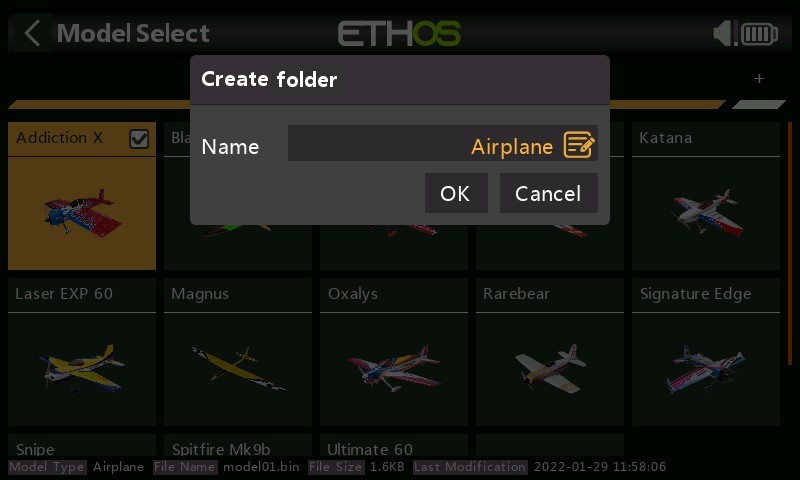 Model Select
ETHOS
+
Create folder
Name
Airplane
OK
Cancel
Addiction X
Katana
Laser EXP 60
Magnus
Oxalys
Rarebear
Signature Edge
Snipe
Spitfire Mk9b
Ultimate 60
Model Type Airplane File Name model01.bin File Size 1.6KB Last Modification 2022-01-29 11:58:06